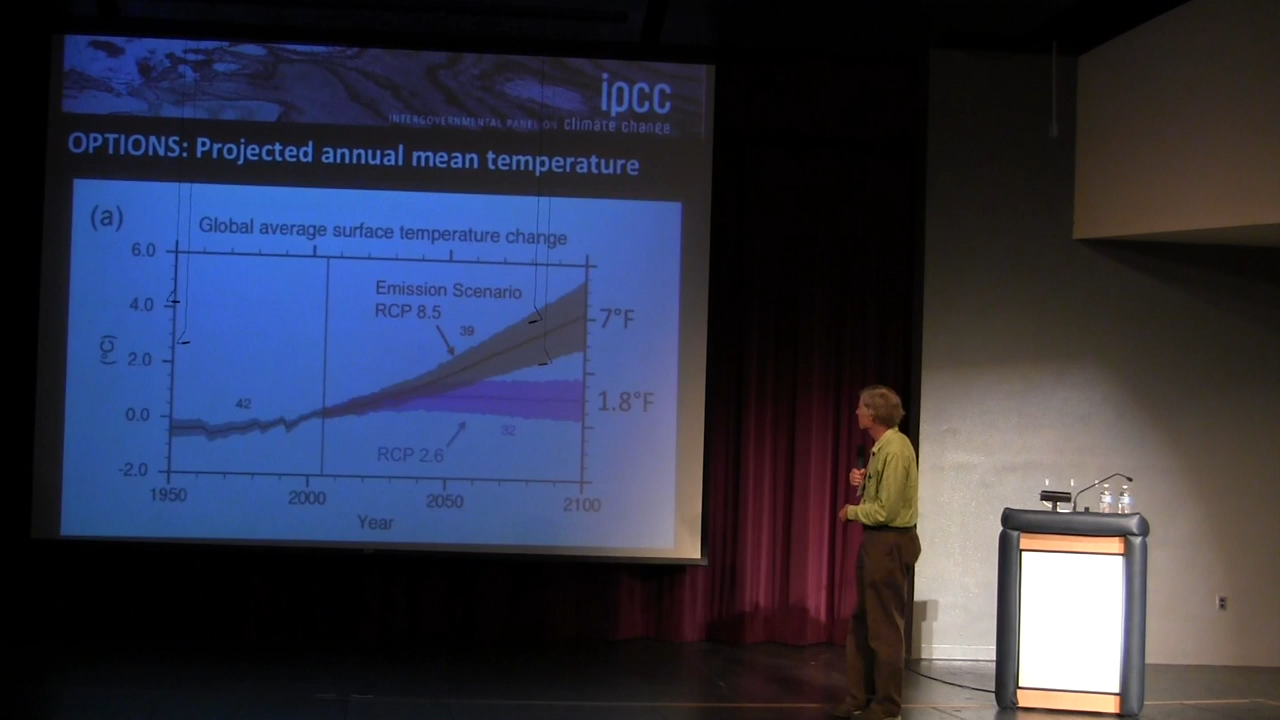 ipcc
INTERGOVERNMENTAL PANEL ON climate change
OPTIONS: Projected annual mean temperature
(a)
Global average surface temperature change
6.0
Emission Scenario
4.0
RCP 8.5
7°F
39
(°C)
2.0
1.8°F
42
0.0
32
RCP 2.6
-2.0
1950
2000
2050
2100
Year